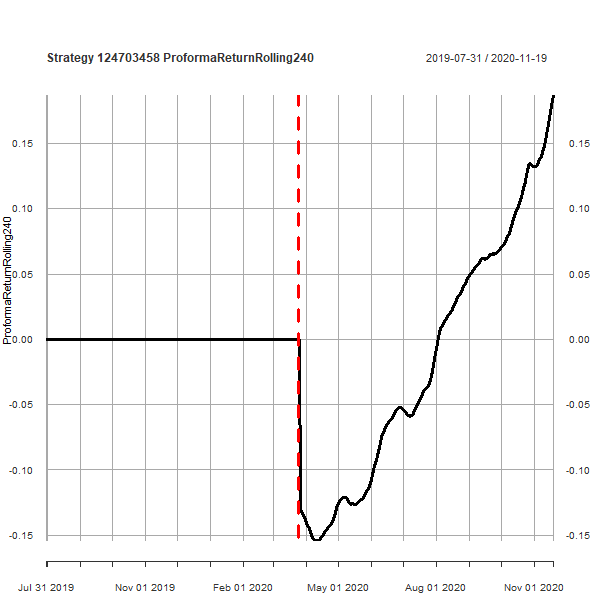 Strategy 124703458 ProformaReturnRolling240
2019-07-31 / 2020-11-19
ProformaReturnRolling240
0.15
0.15
0.10
0.10
0.05
0.05
0.00
0.00
-0.05
-0.05
-0.10
-0.10
-0.15
-0.15
Jul 31 2019
Nov 01 2019
Feb 01 2020
May 01 2020
Aug 01 2020
Nov 01 2020